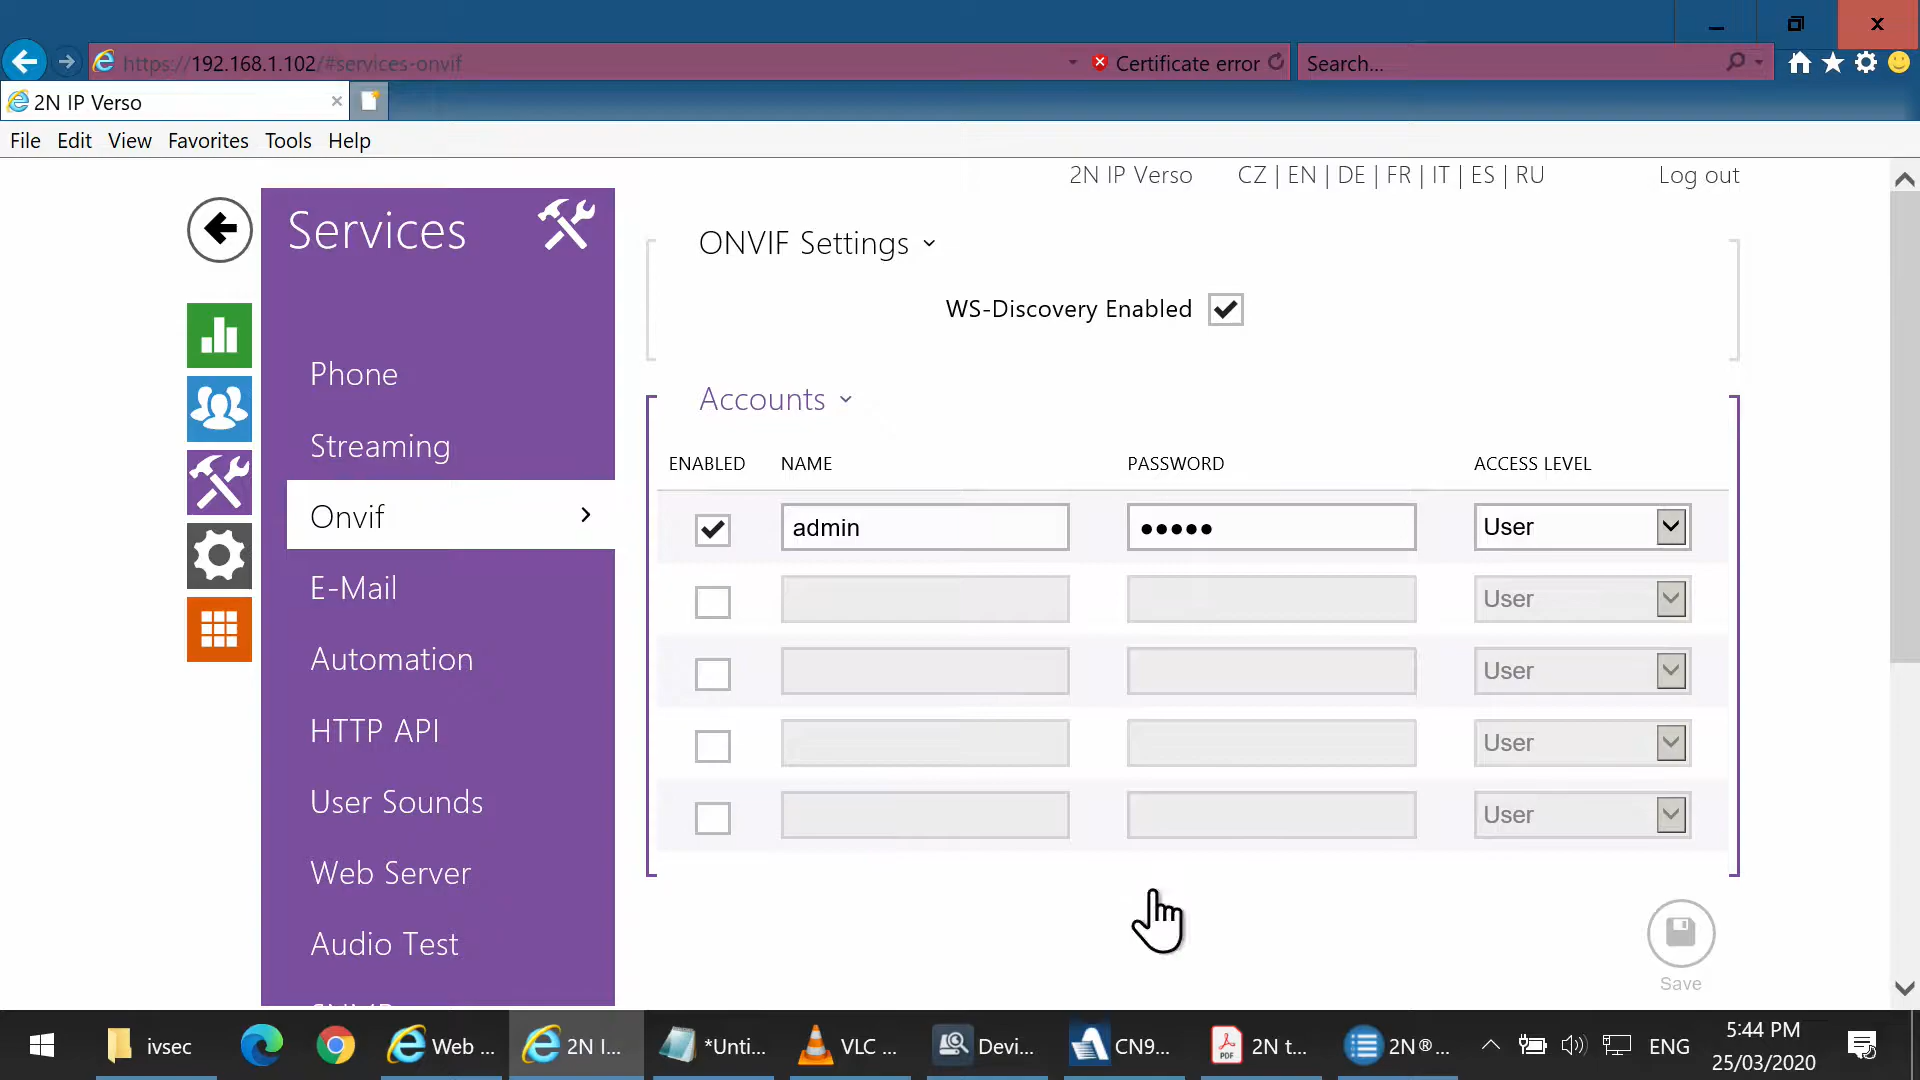 https://192.168.1.102/#services-onvif
Certificate error
Search...
2N IP Verso
File Edit View Favorites Tools Help
2N IP Verso CZ | EN | DE | FR | IT | ES | RU Log out
Services
Phone
Streaming
Onvif
E-Mail
Automation
HTTP API
User Sounds
Web Server
Audio Test
ONVIF Settings
WS-Discovery Enabled
Accounts
ENABLED NAME PASSWORD ACCESS LEVEL
admin ●●●●● User
User
User
User
User
Save
ivsec
Web ...
2N I...
*Unti...
VLC ...
Devi...
CN9...
2N t...
2N®...
ENG
5:44 PM
25/03/2020